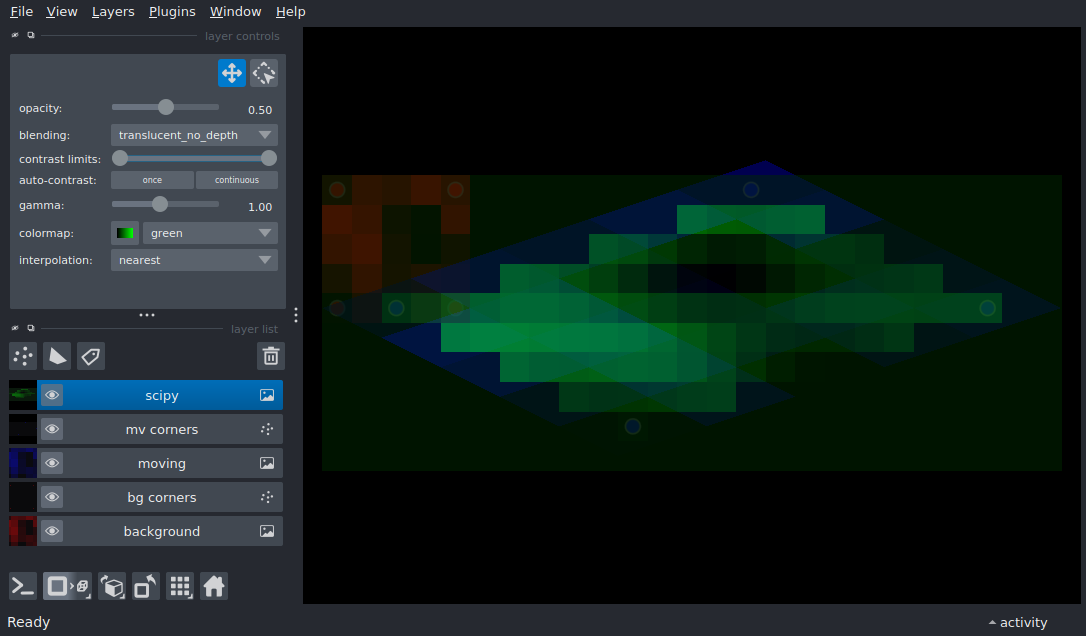 File View Layers Plugins Window Help
layer controls
opacity: 0.50
blending: translucent_no_depth
contrast limits:
auto-contrast: once continuous
gamma: 1.00
colormap: green
interpolation: nearest
layer list
scipy
mv corners
moving
bg corners
background
Ready activity